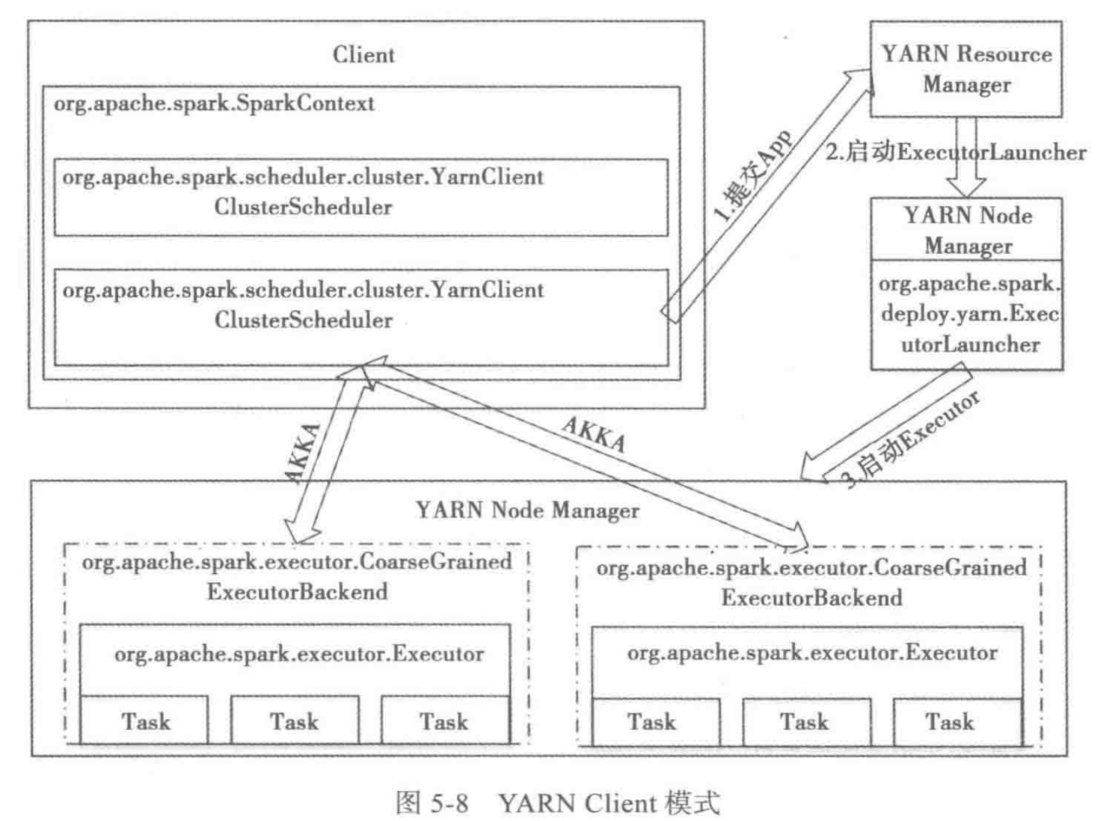 Client
org.apache.spark.SparkContext
org.apache.spark.scheduler.cluster.YarnClient
ClusterScheduler
org.apache.spark.scheduler.cluster.YarnClient
ClusterScheduler
1.提交App
YARN Resource
Manager
2.启动ExecutorLauncher
YARN Node
Manager
org.apache.spark.
deploy.yarn.Exec
utorLauncher
3.启动Executor
AKKA
AKKA
YARN Node Manager
org.apache.spark.executor.CoarseGrained
ExecutorBackend
org.apache.spark.executor.Executor
Task
Task
Task
org.apache.spark.executor.CoarseGrained
ExecutorBackend
org.apache.spark.executor.Executor
Task
Task
Task
图 5-8 YARN Client 模式